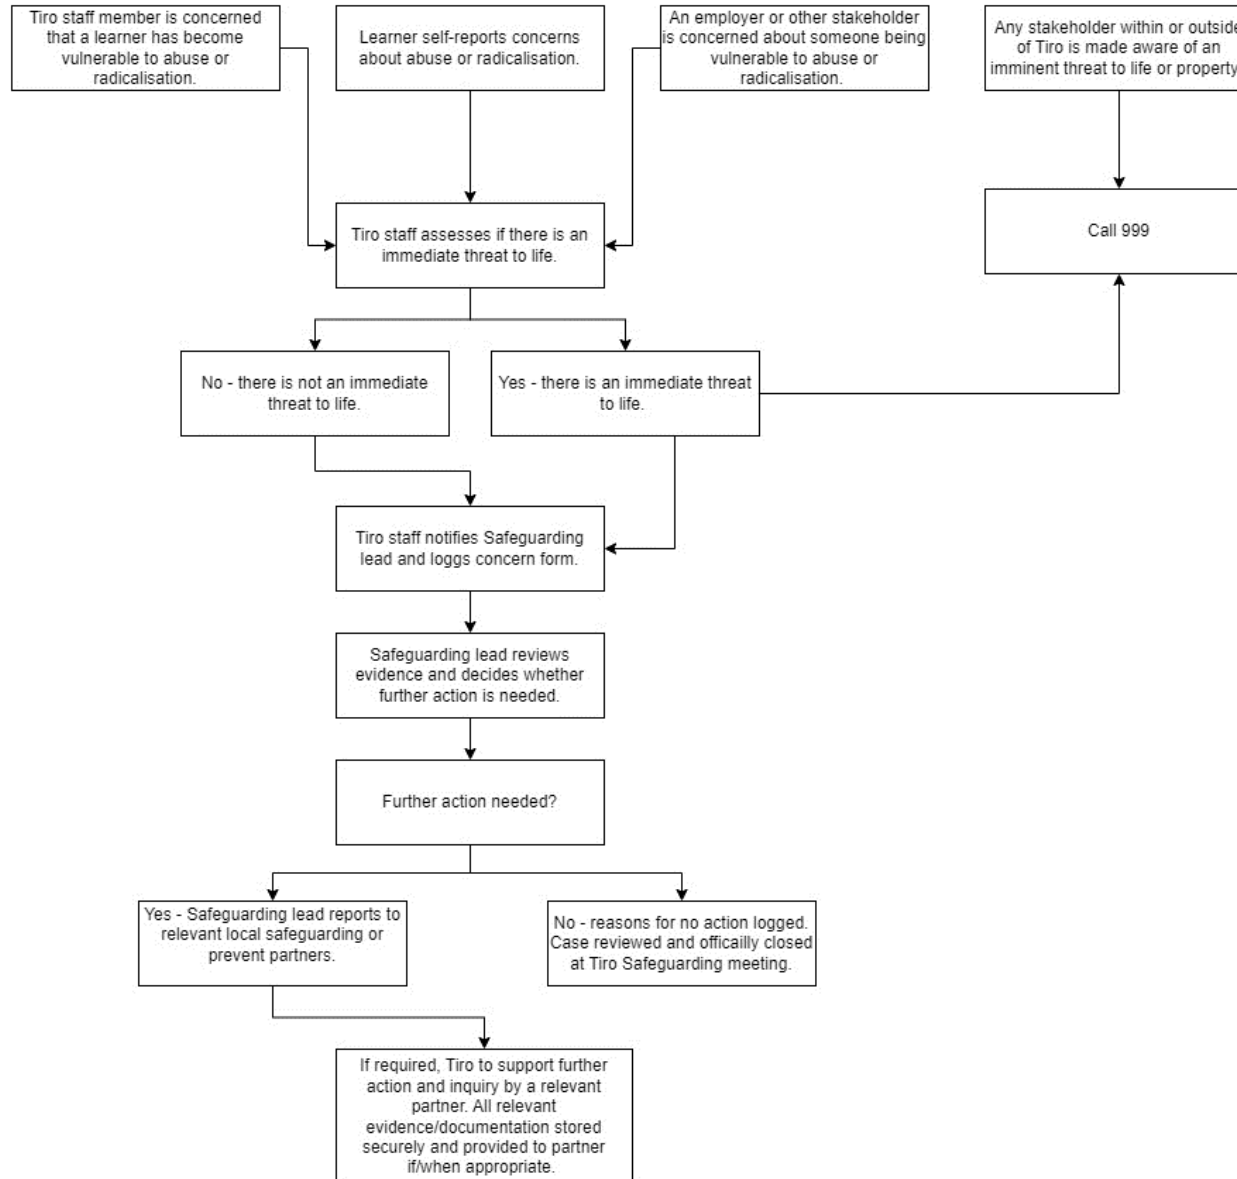 Tiro staff member is concerned
that a learner has become
vulnerable to abuse or
radicalisation.
Learner self-reports concerns
about abuse or radicalisation.
An employer or other stakeholder
is concerned about someone being
vulnerable to abuse or
radicalisation.
Any stakeholder within or outside
of Tiro is made aware of an
imminent threat to life or property
Call 999
Tiro staff assesses if there is an
immediate threat to life.
No - there is not an immediate
threat to life.
Yes - there is an immediate threat
to life.
Tiro staff notifies Safeguarding
lead and loggs concern form.
Safeguarding lead reviews
evidence and decides whether
further action is needed.
Further action needed?
Yes - Safeguarding lead reports to
relevant local safeguarding or
prevent partners.
No - reasons for no action logged.
Case reviewed and officailly closed
at Tiro Safeguarding meeting.
If required, Tiro to support further
action and inquiry by a relevant
partner. All relevant
evidence/documentation stored
securely and provided to partner
if/when appropriate.